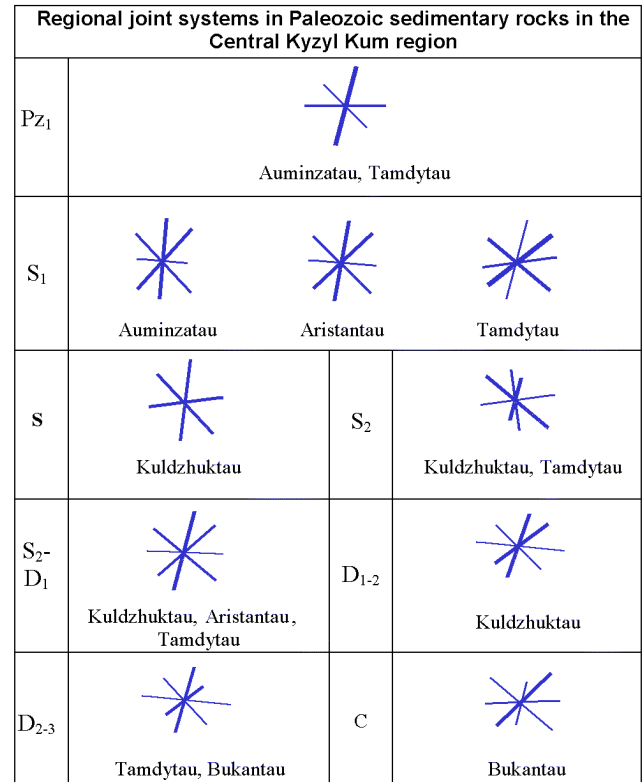 Regional joint systems in Paleozoic sedimentary rocks in the
Central Kyzyl Kum region
Pz₁
Auminzatau, Tamdytau
S₁
Auminzatau
Aristantau
Tamdytau
s
Kuldzhuktau
S₂
Kuldzhuktau, Tamdytau
S₂-
D₁
Kuldzhuktau, Aristantau,
Tamdytau
D₁₋₂
Kuldzhuktau
D₂₋₃
Tamdytau, Bukantau
C
Bukantau